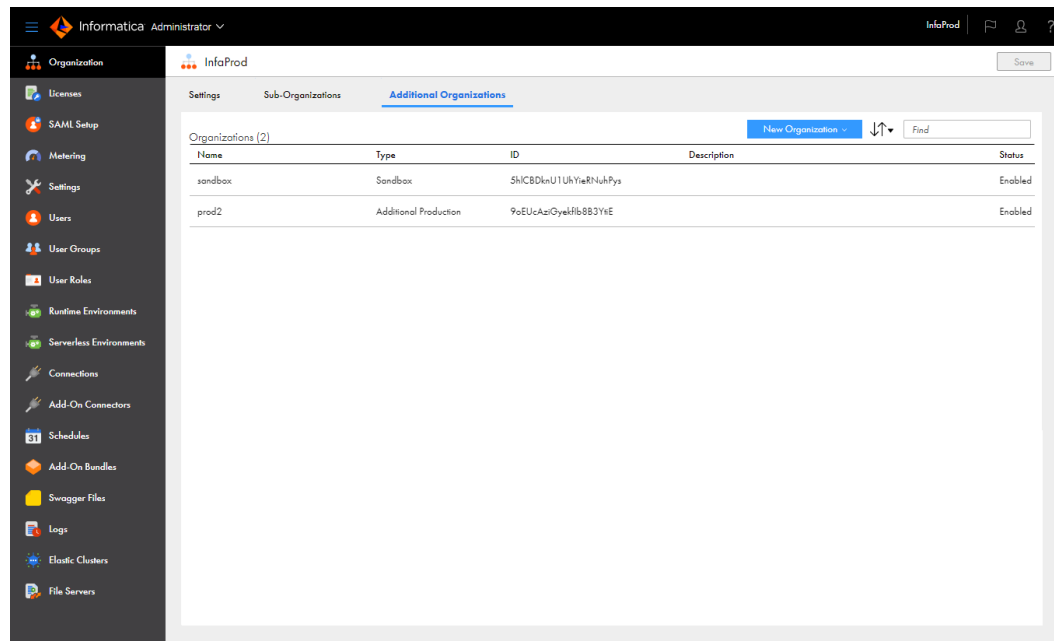 Informatica Administrator InfaProd ?
Organization
InfaProd Save
Licenses
Settings Sub-Organizations Additional Organizations
SAML Setup
Organizations (2) New Organization Find
Metering
Name Type ID Description Status
Settings
sandbox Sandbox 5hlCBDknU1UhYieRNuhPys Enabled
Users
prod2 Additional Production 9oEUcAziGyekflb8B3YtiE Enabled
User Groups
User Roles
Runtime Environments
Serverless Environments
Connections
Add-On Connectors
31 Schedules
Add-On Bundles
Swagger Files
Logs
Elastic Clusters
File Servers